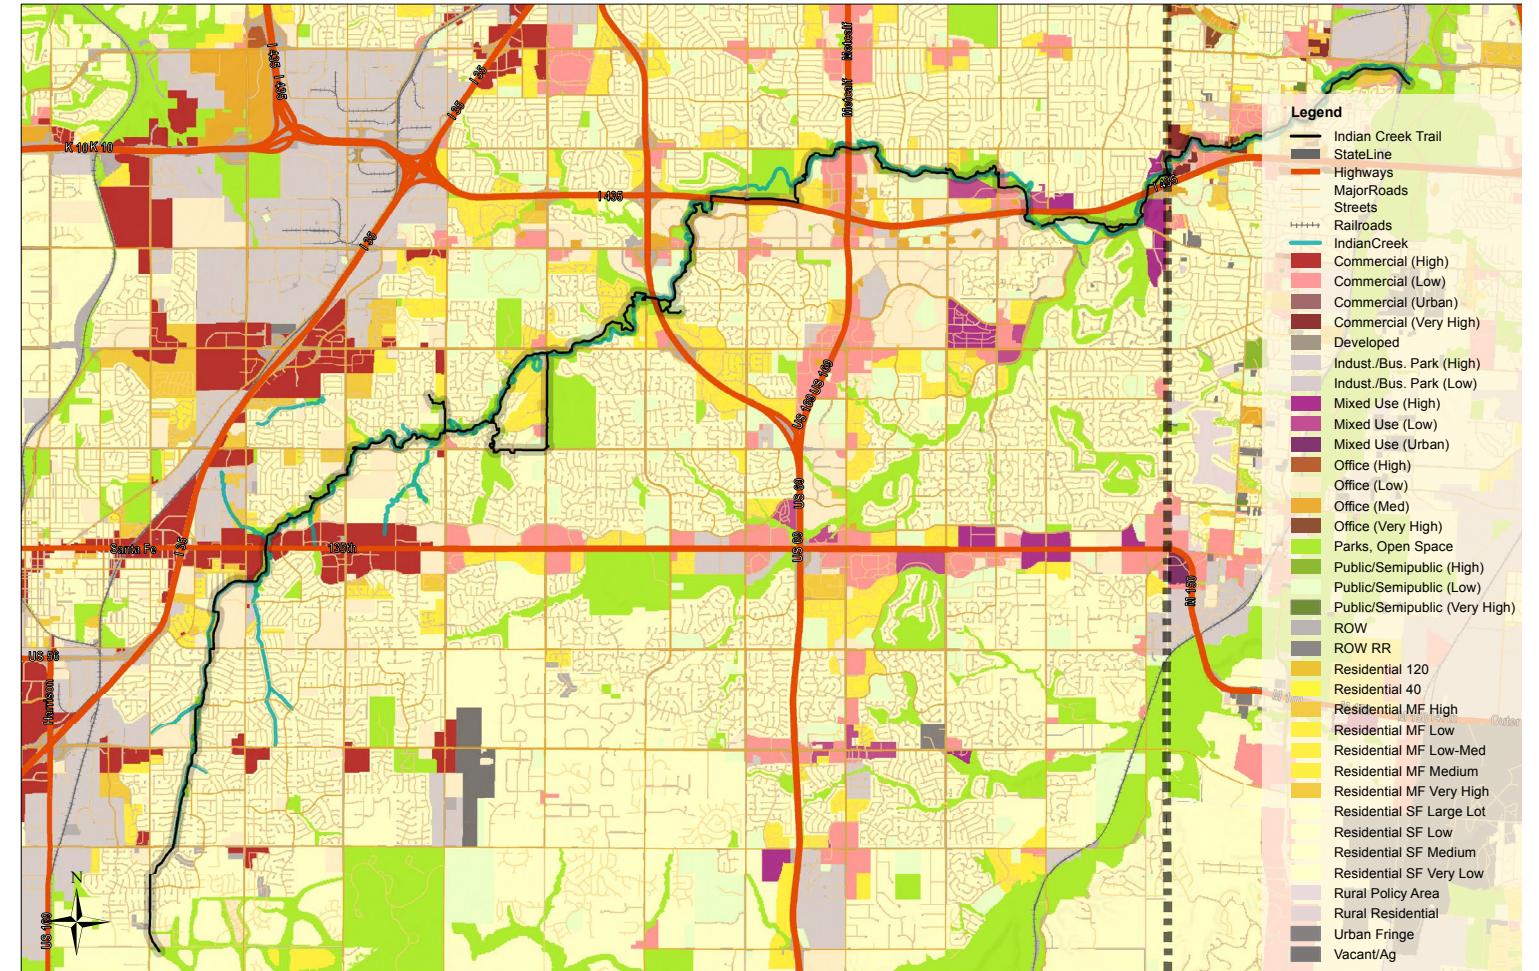 I 435
I 435
Metcalf
Metcalf
I 35
I 35
K 10
K 10
I 435
I 435
I 35
US 169
US 169
US 69
Santa Fe
I 35
135th
US 69
M 150
US 56
Harrison
N
US 169
Outer
Legend
Indian Creek Trail
StateLine
Highways
MajorRoads
Streets
Railroads
IndianCreek
Commercial (High)
Commercial (Low)
Commercial (Urban)
Commercial (Very High)
Developed
Indust./Bus. Park (High)
Indust./Bus. Park (Low)
Mixed Use (High)
Mixed Use (Low)
Mixed Use (Urban)
Office (High)
Office (Low)
Office (Med)
Office (Very High)
Parks, Open Space
Public/Semipublic (High)
Public/Semipublic (Low)
Public/Semipublic (Very High)
ROW
ROW RR
Residential 120
Residential 40
Residential MF High
Residential MF Low
Residential MF Low-Med
Residential MF Medium
Residential MF Very High
Residential SF Large Lot
Residential SF Low
Residential SF Medium
Residential SF Very Low
Rural Policy Area
Rural Residential
Urban Fringe
Vacant/Ag